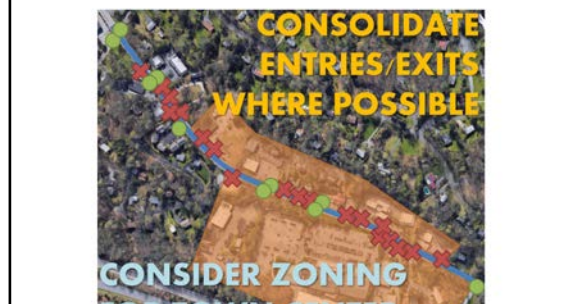 CONSOLIDATE
ENTRIES/EXITS
WHERE POSSIBLE
CONSIDER ZONING